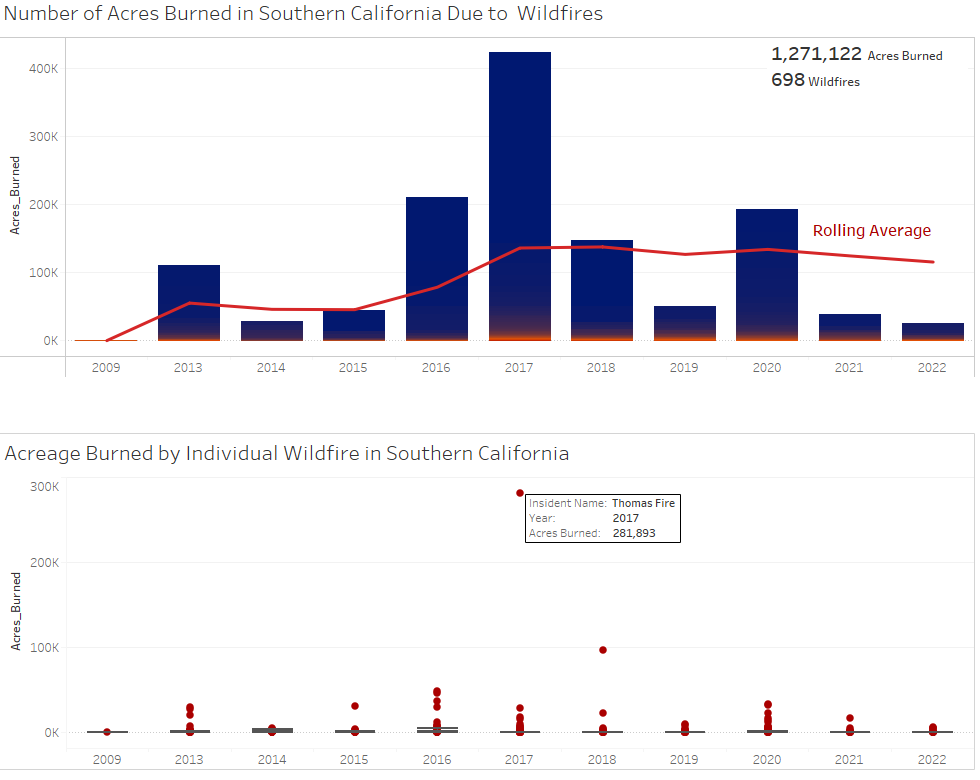 Number of Acres Burned in Southern California Due to  Wildfires
1,271,122 Acres Burned
698 Wildfires
Acres_Burned
400K
300K
200K
100K
0K
Rolling Average
2009 2013 2014 2015 2016 2017 2018 2019 2020 2021 2022
Acreage Burned by Individual Wildfire in Southern California
Acres_Burned
300K
200K
100K
0K
Insident Name: Thomas Fire
Year: 2017
Acres Burned: 281,893
2009 2013 2014 2015 2016 2017 2018 2019 2020 2021 2022